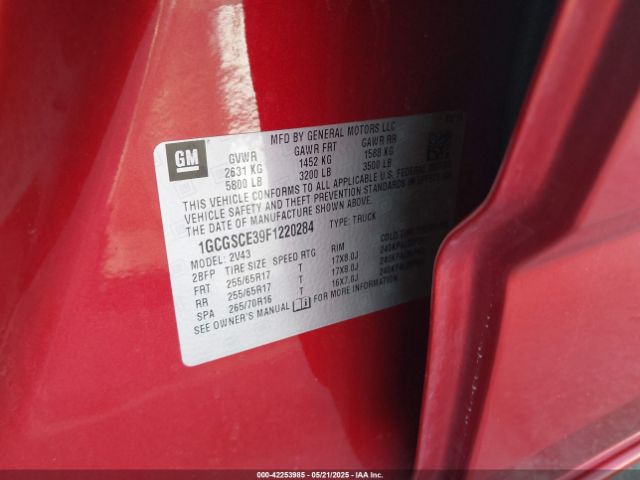 MFD BY GENERAL MOTORS LLC
GM
GVWR GAWR FRT GAWR RR
2631 KG 1452 KG 1588 KG
5800 LB 3200 LB 3500 LB
THIS VEHICLE CONFORMS TO ALL APPLICABLE U.S. FEDERAL
VEHICLE SAFETY AND THEFT PREVENTION STANDARDS
THE DATE OF MANUFACTURE SHOWN ABOVE.
1GCGSCE39F1220284 TYPE: TRUCK
MODEL: 2V43
2BFP TIRE SIZE SPEED RTG RIM COLD TIRE
FRT 255/65R17 T 17X8.0J
RR 255/65R17 T 17X8.0J
SPA 265/70R16 T 16X7.0J
SEE OWNER'S MANUAL FOR MORE INFORMATION
000-42253985 - 05/21/2025 - IAA Inc.